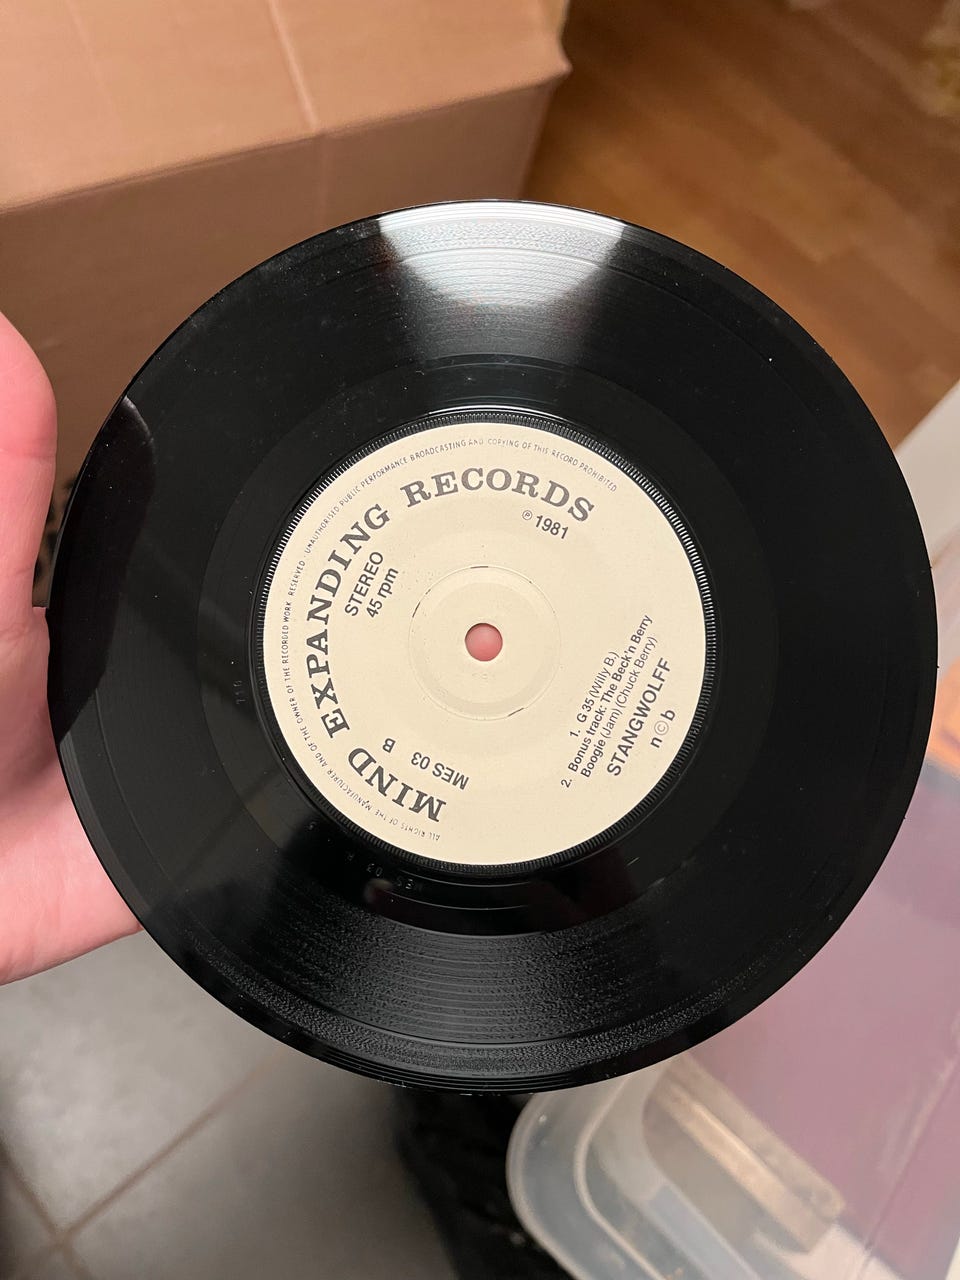 ALL RIGHTS OF THE MANUFACTURER AND OF THE OWNER OF THE RECORDED WORK RESERVED · UNAUTHORISED PUBLIC PERFORMANCE BROADCASTING AND COPYING OF THIS RECORD PROHIBITED
MIND EXPANDING RECORDS
℗ 1981
STEREO
45 rpm
MES 03 B
1. G 35 (Willy B.)
2. Bonus track: The Beck'n Berry
Boogie (Jam) (Chuck Berry)
STANGWOLFF
n©b